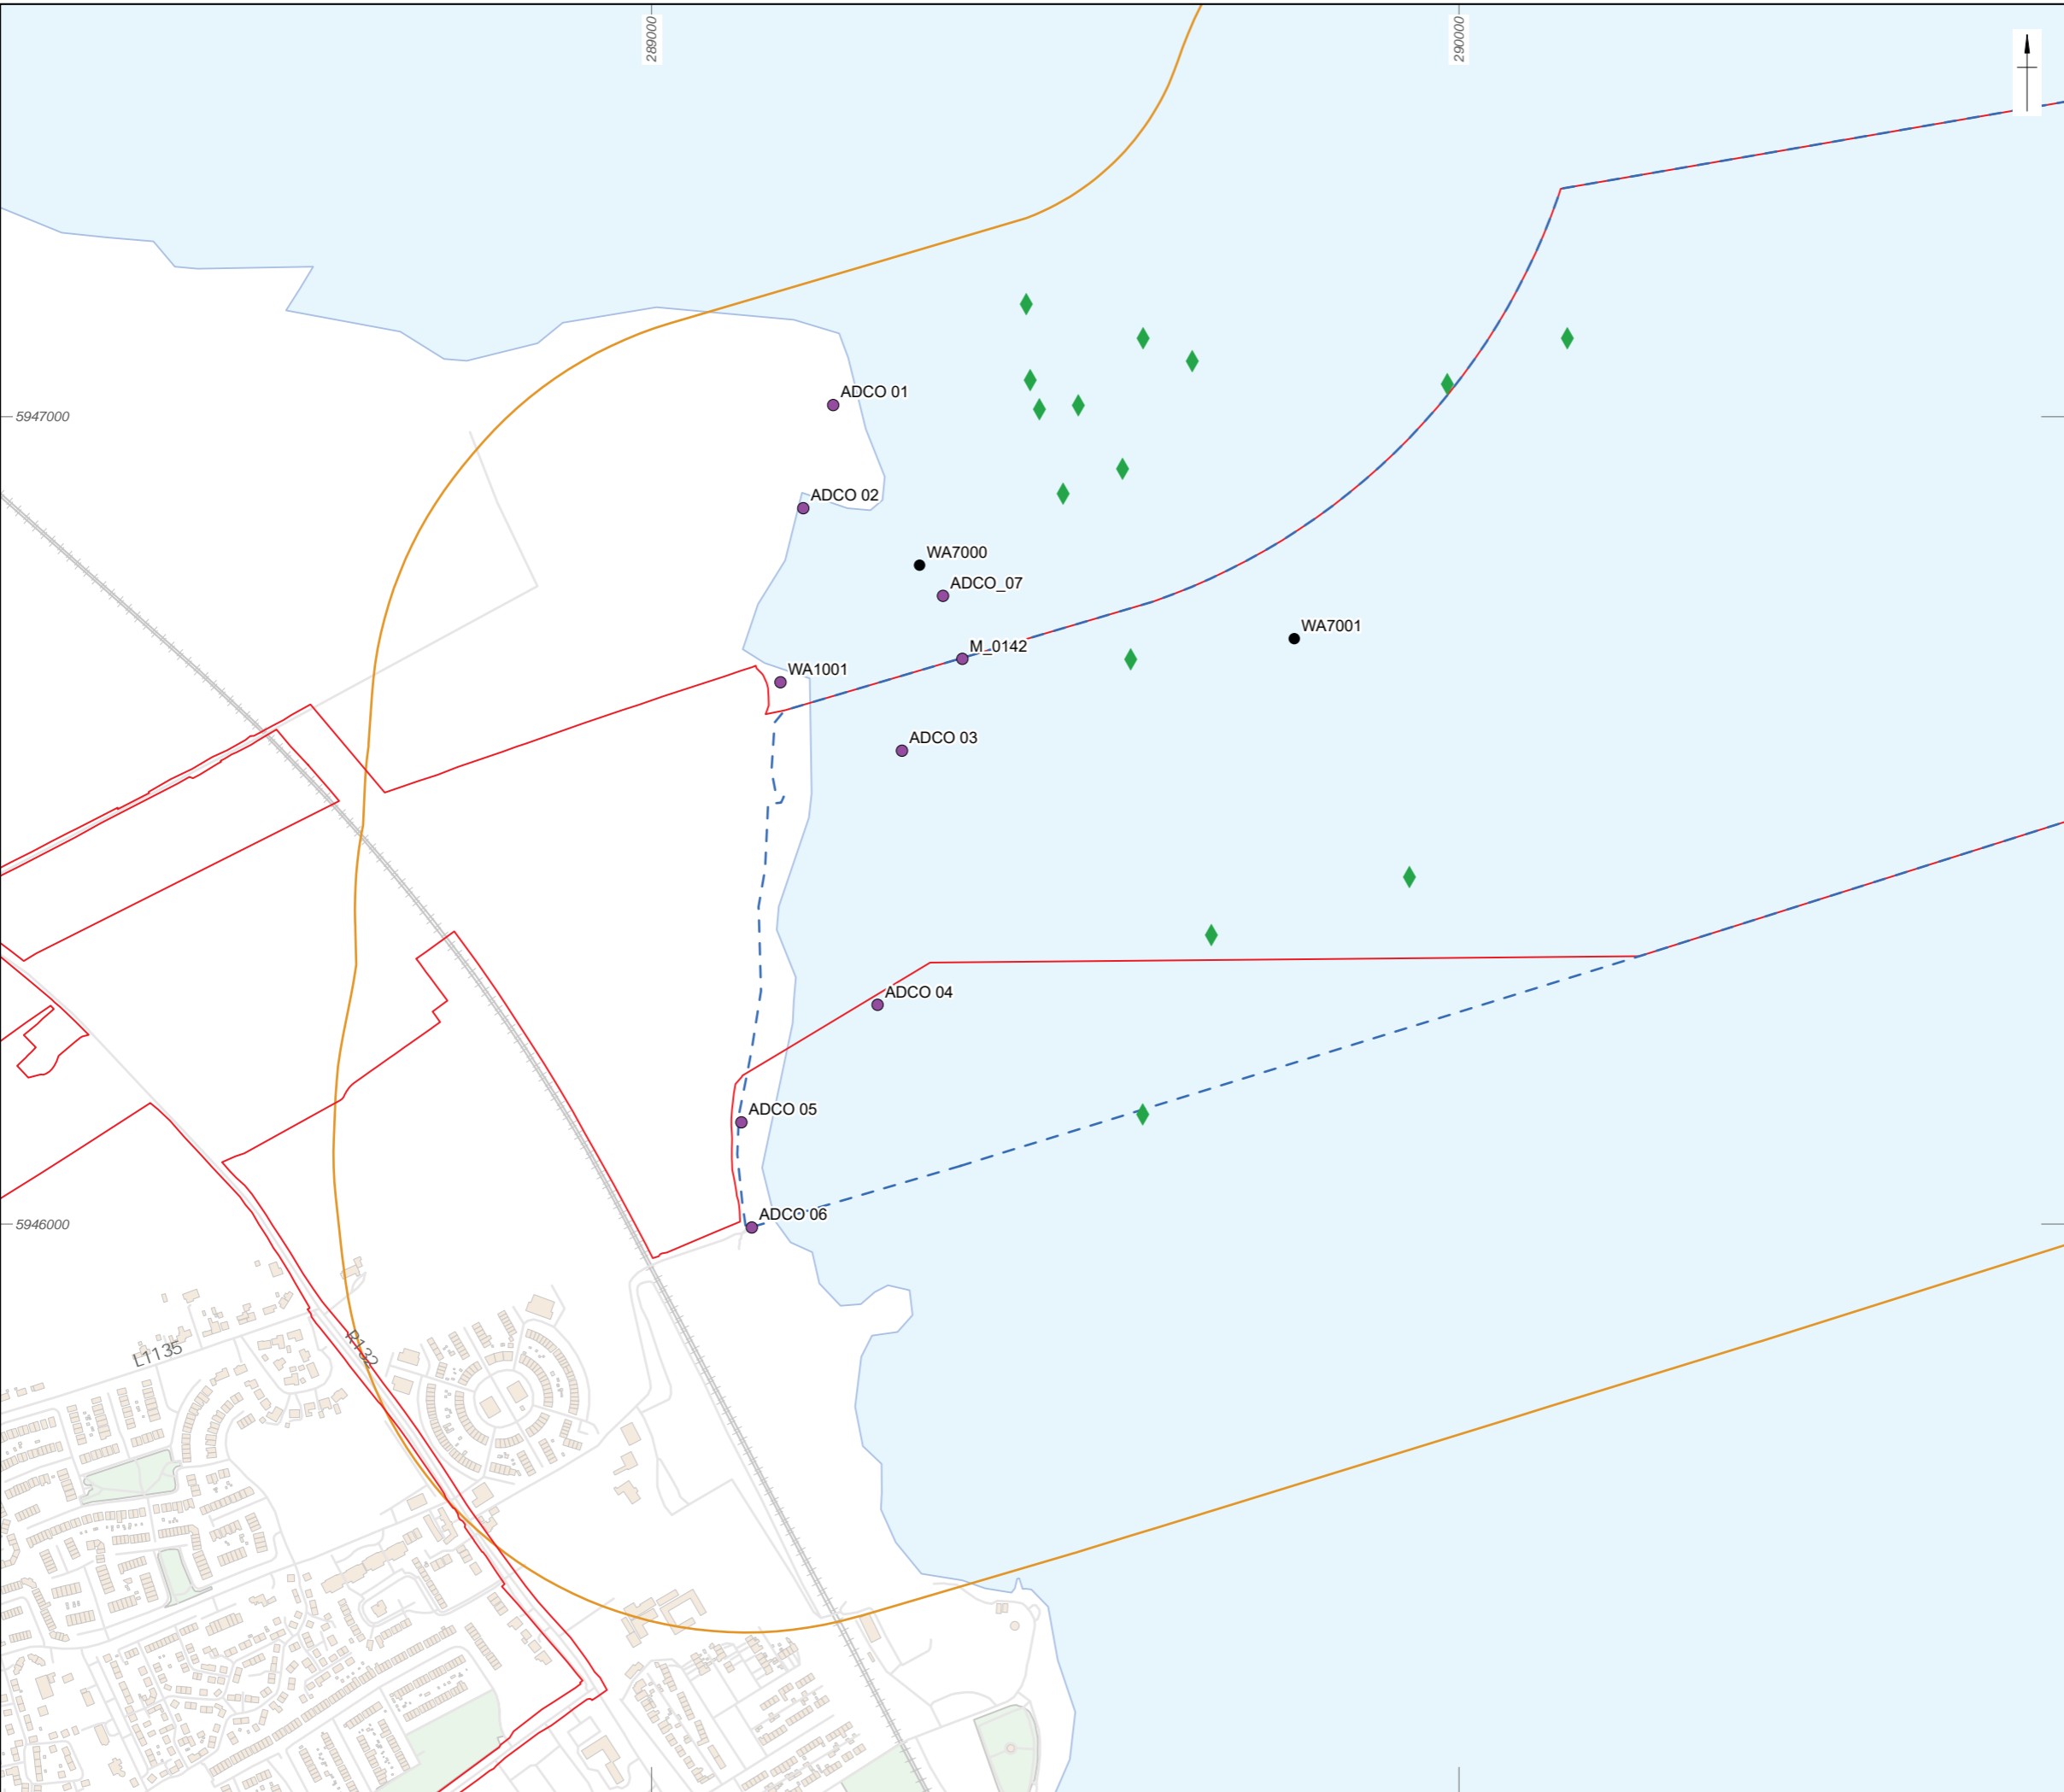 289000
290000
ADCO 01
5947000
ADCO 02
WA7000
ADCO_07
WA7001
M_0142
WA1001
ADCO 03
ADCO 04
ADCO 05
ADCO 06
5946000
R132
L1135